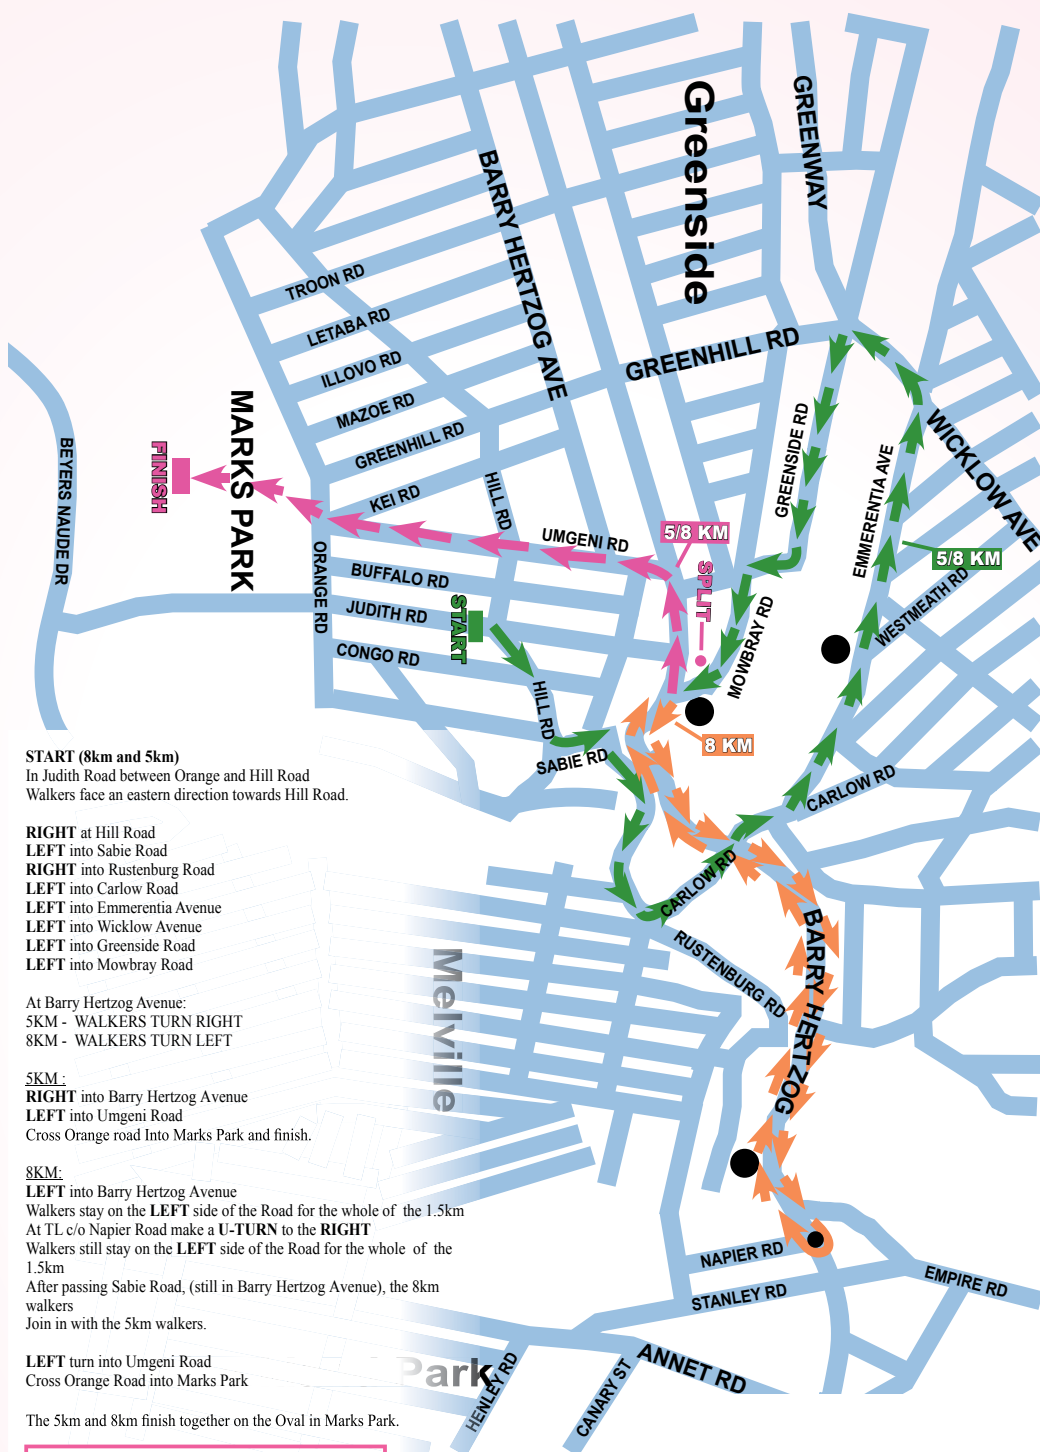 GREENWAY
Greenside
BARRY HERTZOG AVE
TROON RD
LETABA RD
ILLOVO RD
MAZOE RD
GREENHILL RD
GREENHILL RD
KEI RD
HILL RD
UMGENI RD
5/8 KM
SPLIT
GREENSIDE RD
EMMERENTIA AVE
WICKLOW AVE
5/8 KM
WESTMEATH RD
MOWBRAY RD
MARKS PARK
FINISH
BEYERS NAUDE DR
ORANGE RD
BUFFALO RD
JUDITH RD
CONGO RD
START
HILL RD
SABIE RD
8 KM
CARLOW RD
CARLOW RD
RUSTENBURG RD
BARRY HERTZOG
Melville
NAPIER RD
STANLEY RD
EMPIRE RD
ANNET RD
HENLEY RD
CANARY ST
Park
START (8km and 5km)
In Judith Road between Orange and Hill Road
Walkers face an eastern direction towards Hill Road.
RIGHT at Hill Road
LEFT into Sabie Road
RIGHT into Rustenburg Road
LEFT into Carlow Road
LEFT into Emmerentia Avenue
LEFT into Wicklow Avenue
LEFT into Greenside Road
LEFT into Mowbray Road
At Barry Hertzog Avenue:
5KM - WALKERS TURN RIGHT
8KM - WALKERS TURN LEFT
5KM :
RIGHT into Barry Hertzog Avenue
LEFT into Umgeni Road
Cross Orange road Into Marks Park and finish.
8KM:
LEFT into Barry Hertzog Avenue
Walkers stay on the LEFT side of the Road for the whole of the 1.5km
At TL c/o Napier Road make a U-TURN to the RIGHT
Walkers still stay on the LEFT side of the Road for the whole of the
1.5km
After passing Sabie Road, (still in Barry Hertzog Avenue), the 8km
walkers
Join in with the 5km walkers.
LEFT turn into Umgeni Road
Cross Orange Road into Marks Park
The 5km and 8km finish together on the Oval in Marks Park.